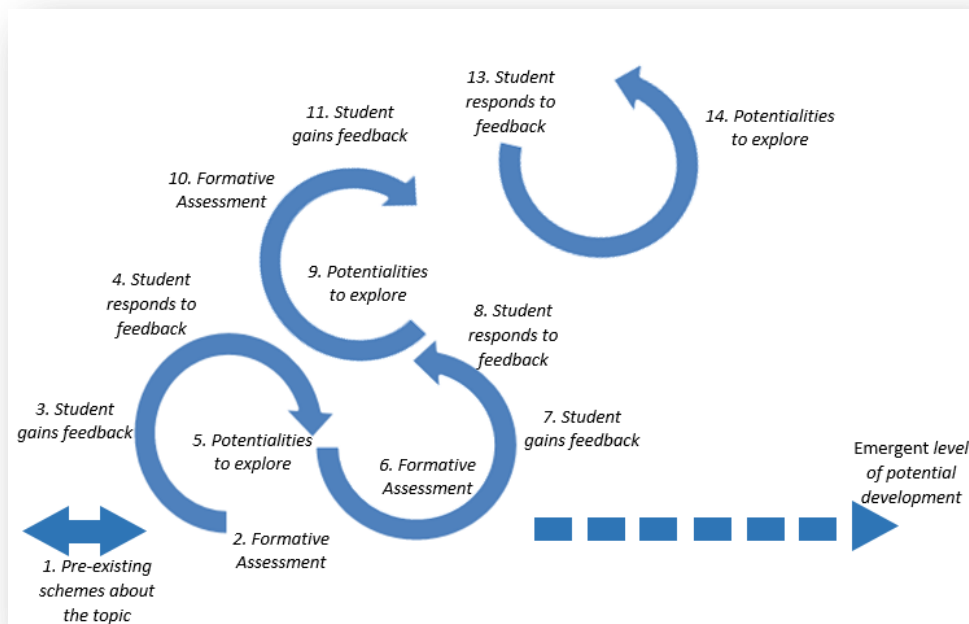 1. Pre-existing
schemes about
the topic
2. Formative
Assessment
3. Student
gains feedback
4. Student
responds to
feedback
5. Potentialities
to explore
6. Formative
Assessment
7. Student
gains feedback
8. Student
responds to
feedback
9. Potentialities
to explore
10. Formative
Assessment
11. Student
gains feedback
13. Student
responds to
feedback
14. Potentialities
to explore
Emergent level
of potential
development